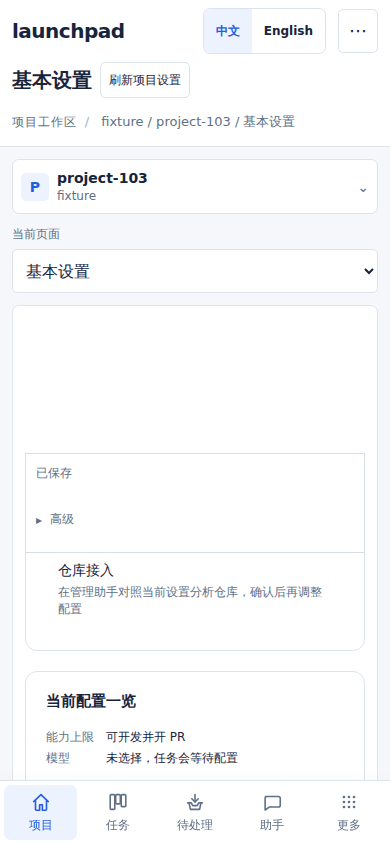 launchpad
中文
English
基本设置
刷新项目设置
项目工作区 / fixture / project-103 / 基本设置
P
project-103
fixture
当前页面
基本设置
已保存
▸ 高级
仓库接入
在管理助手对照当前设置分析仓库，确认后再调整
配置
当前配置一览
能力上限 可开发并开 PR
模型 未选择，任务会等待配置
项目
任务
待处理
助手
更多